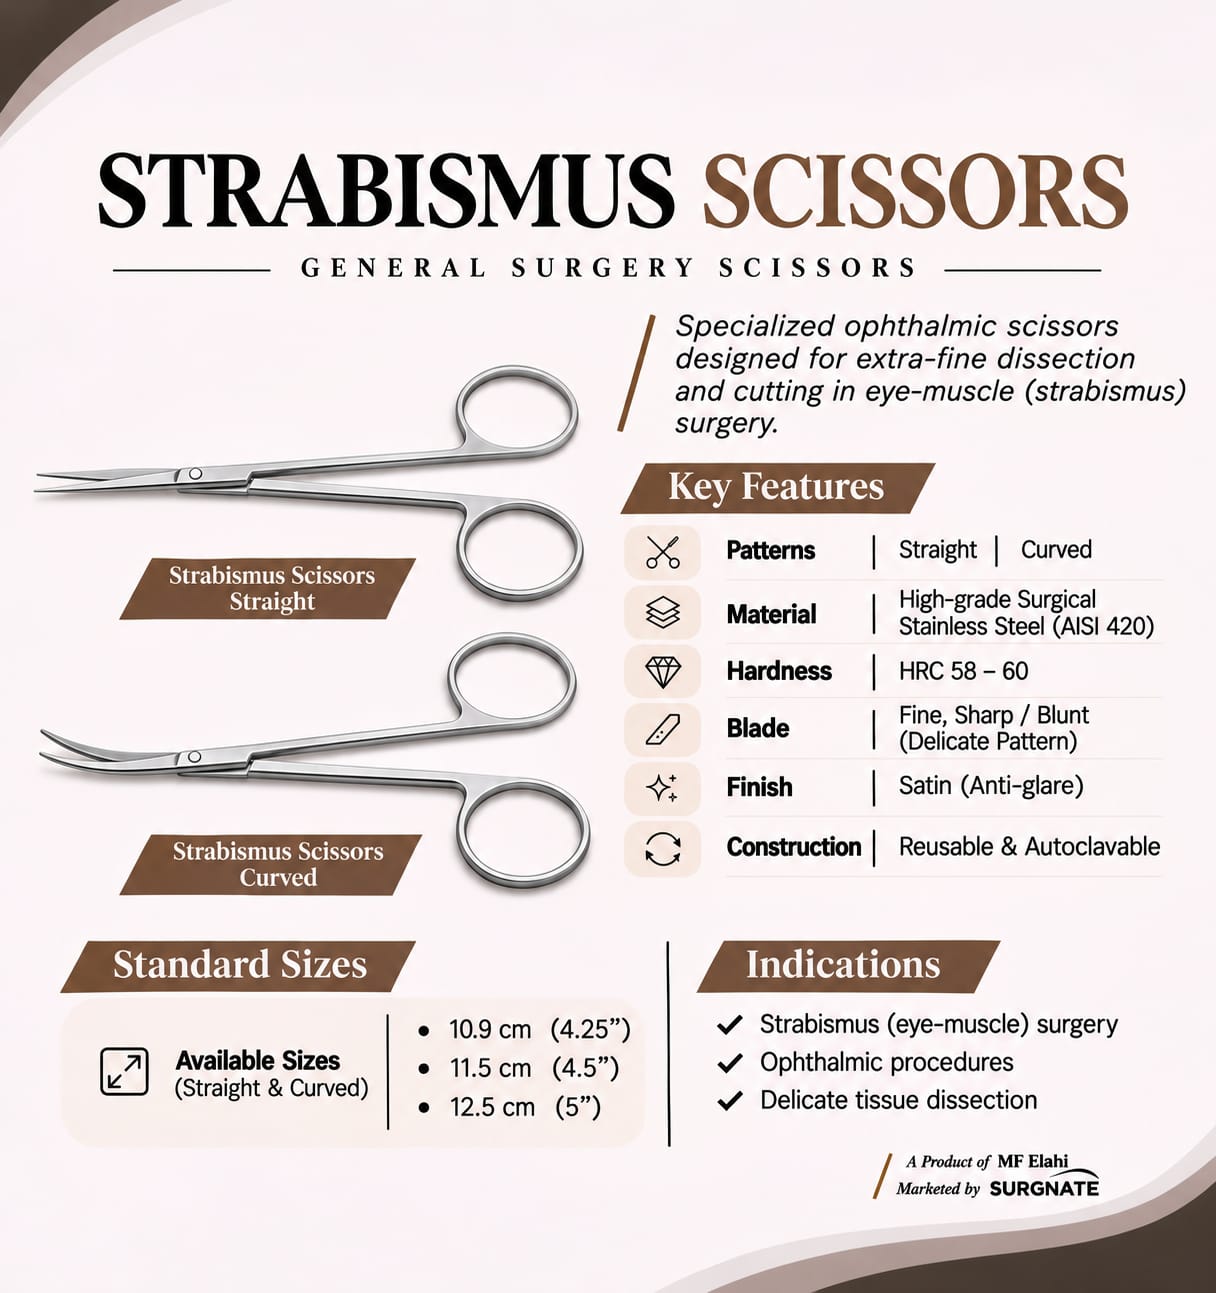 STRABISMUS SCISSORS
GENERAL SURGERY SCISSORS
Specialized ophthalmic scissors
designed for extra-fine dissection
and cutting in eye-muscle (strabismus)
surgery.
Strabismus Scissors
Straight
Strabismus Scissors
Curved
Key Features
Patterns | Straight | Curved
Material | High-grade Surgical
Stainless Steel (AISI 420)
Hardness | HRC 58 – 60
Blade | Fine, Sharp / Blunt
(Delicate Pattern)
Finish | Satin (Anti-glare)
Construction | Reusable & Autoclavable
Standard Sizes
Available Sizes
(Straight & Curved)
• 10.9 cm (4.25”)
• 11.5 cm (4.5”)
• 12.5 cm (5”)
Indications
✓ Strabismus (eye-muscle) surgery
✓ Ophthalmic procedures
✓ Delicate tissue dissection
A Product of MF Elahi
Marketed by SURGNATE